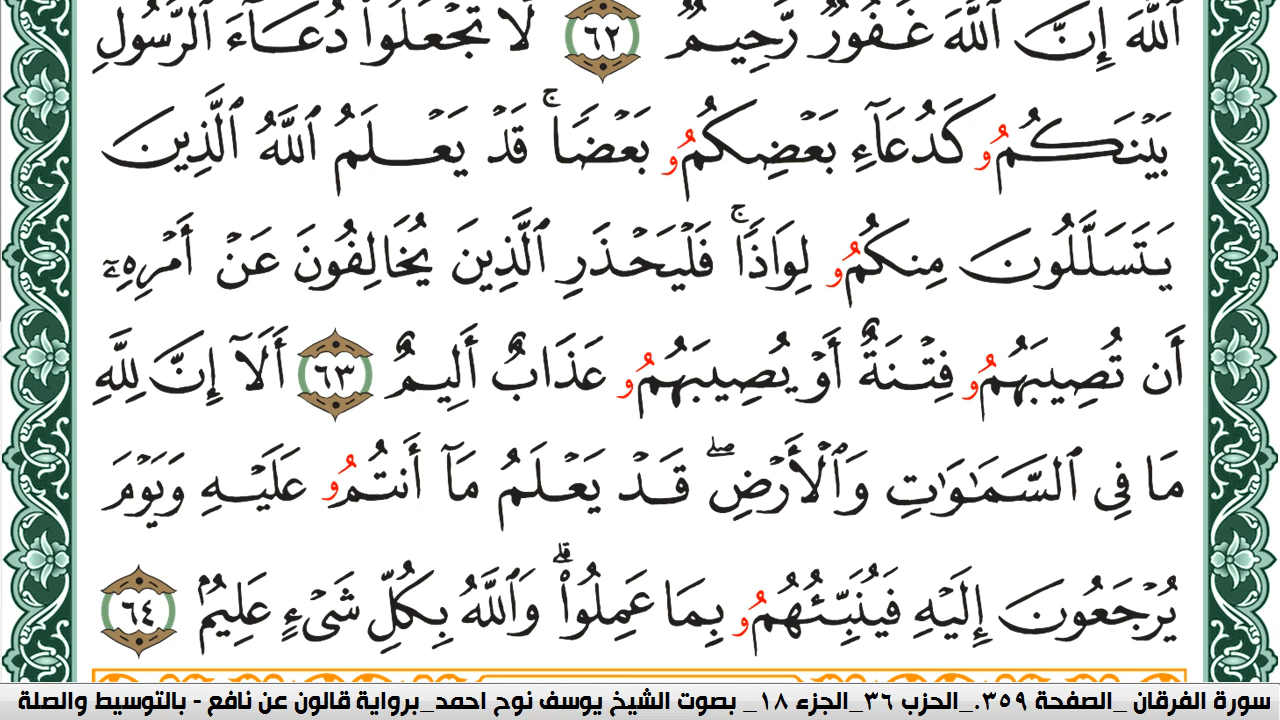 ٱللَّهَ إِنَّ ٱللَّهَ غَفُورٌ رَّحِيمٌ ٦٢ لَّا تَجْعَلُوا۟ دُعَآءَ ٱلرَّسُولِ
بَيْنَكُمُۥ كَدُعَآءِ بَعْضِكُمُۥ بَعْضًاۚ قَدْ يَعْلَمُ ٱللَّهُ ٱلَّذِينَ
يَتَسَلَّلُونَ مِنكُمُۥ لِوَاذًاۚ فَلْيَحْذَرِ ٱلَّذِينَ يُخَالِفُونَ عَنْ أَمْرِهِۦٓ
أَن تُصِيبَهُمُۥ فِتْنَةٌ أَوْ يُصِيبَهُمُۥ عَذَابٌ أَلِيمٌ ٦٣ أَلَآ إِنَّ لِلَّهِ
مَا فِي ٱلسَّمَـٰوَٰتِ وَٱلْأَرْضِۖ قَدْ يَعْلَمُ مَآ أَنتُمُۥ عَلَيْهِ وَيَوْمَ
يُرْجَعُونَ إِلَيْهِ فَيُنَبِّئُهُمُۥ بِمَا عَمِلُوا۟ۗ وَٱللَّهُ بِكُلِّ شَيْءٍ عَلِيمٌۢ ٦٤
سورة الفرقان _الصفحة ٣٥٩._الحزب ٣٦_الجزء ١٨_ بصوت الشيخ يوسف نوح احمد_برواية قالون عن نافع - بالتوسيط والصلة